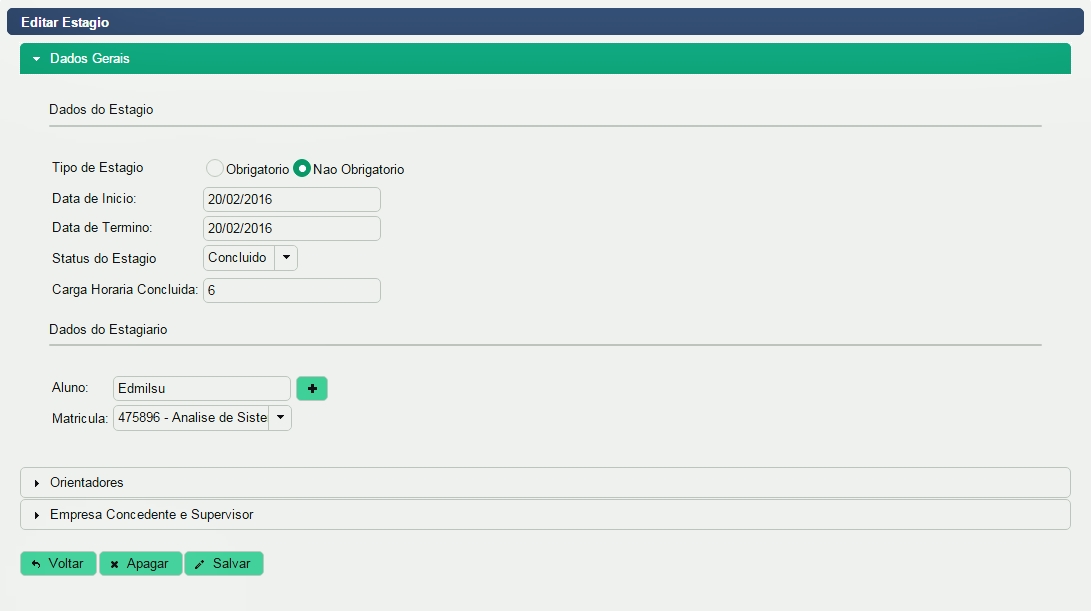 Editar Estagio
Dados Gerais
Dados do Estagio
Tipo de Estagio Obrigatorio Nao Obrigatorio
Data de Inicio: 20/02/2016
Data de Termino: 20/02/2016
Status do Estagio Concluido
Carga Horaria Concluida: 6
Dados do Estagiario
Aluno: Edmilsu
Matricula: 475896 - Analise de Siste
Orientadores
Empresa Concedente e Supervisor
Voltar Apagar Salvar